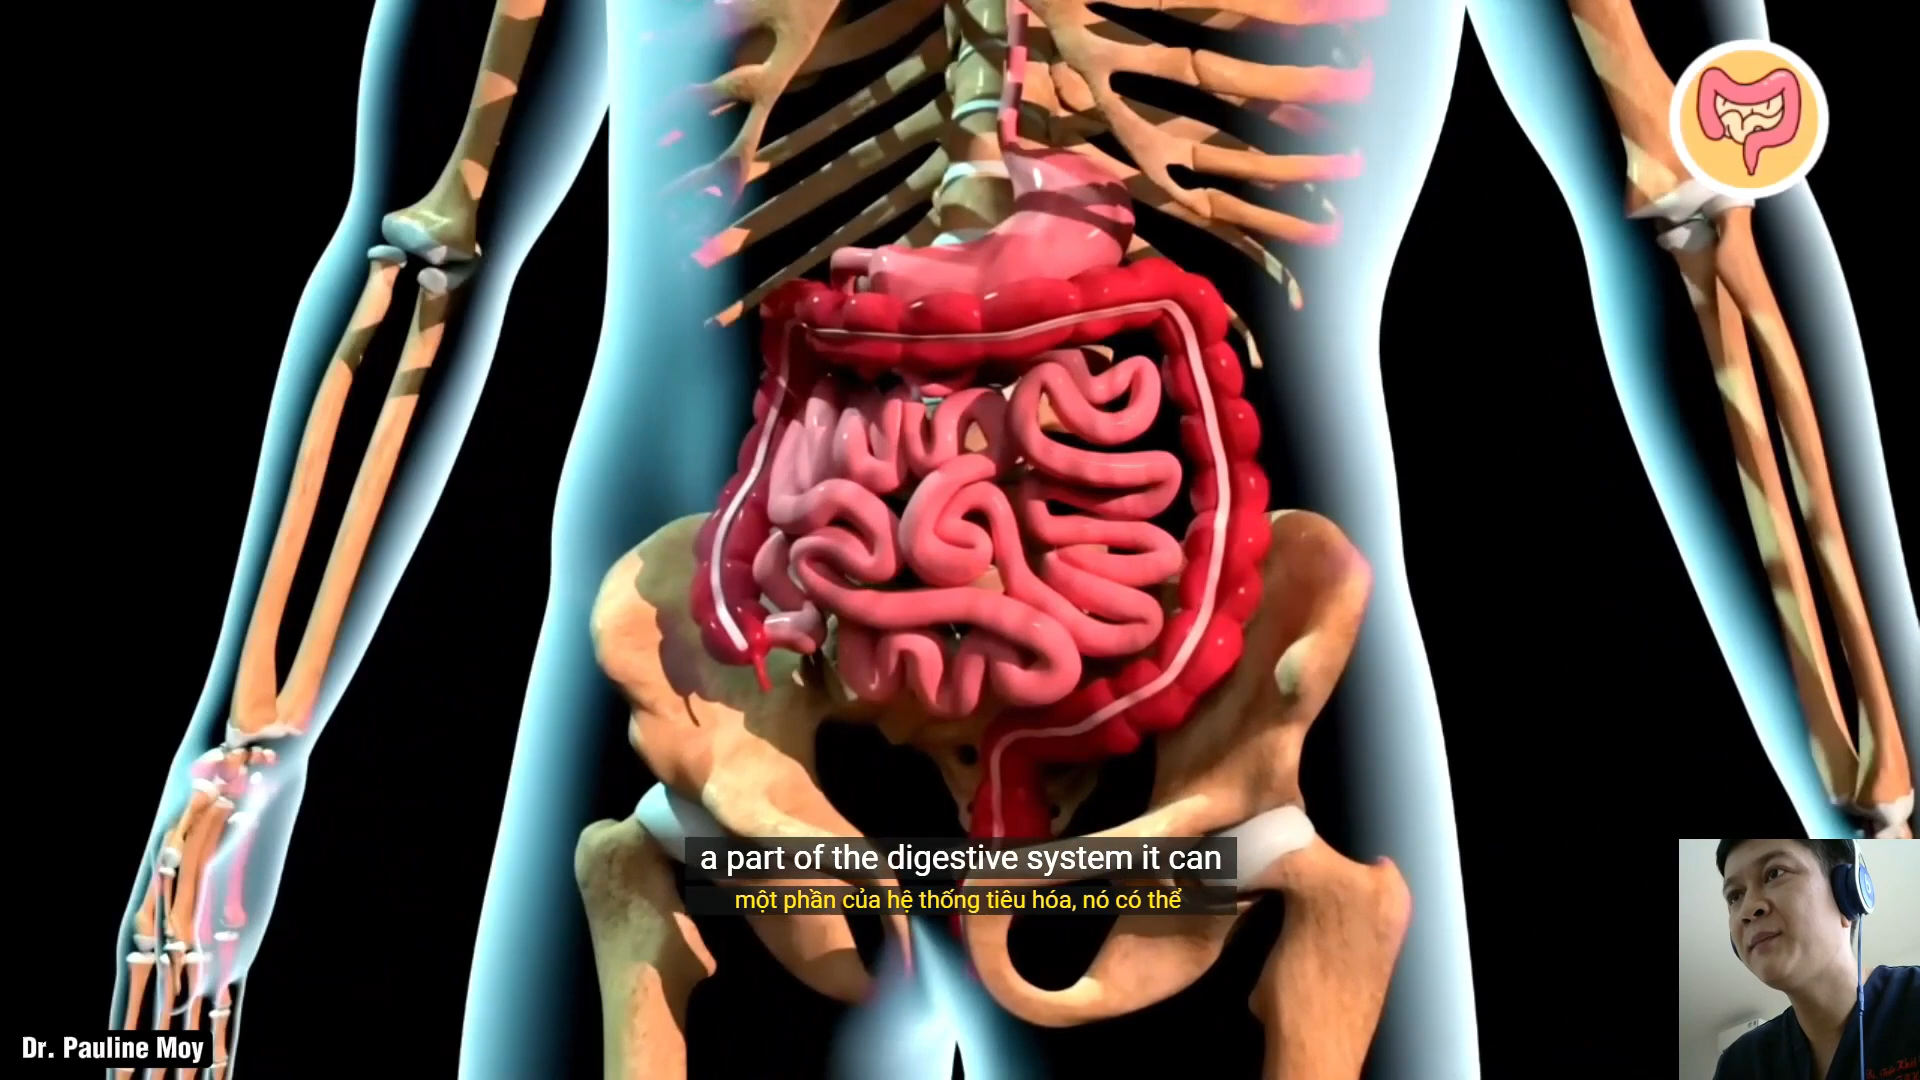 a part of the digestive system it can
một phần của hệ thống tiêu hóa, nó có thể
Dr. Pauline Moy